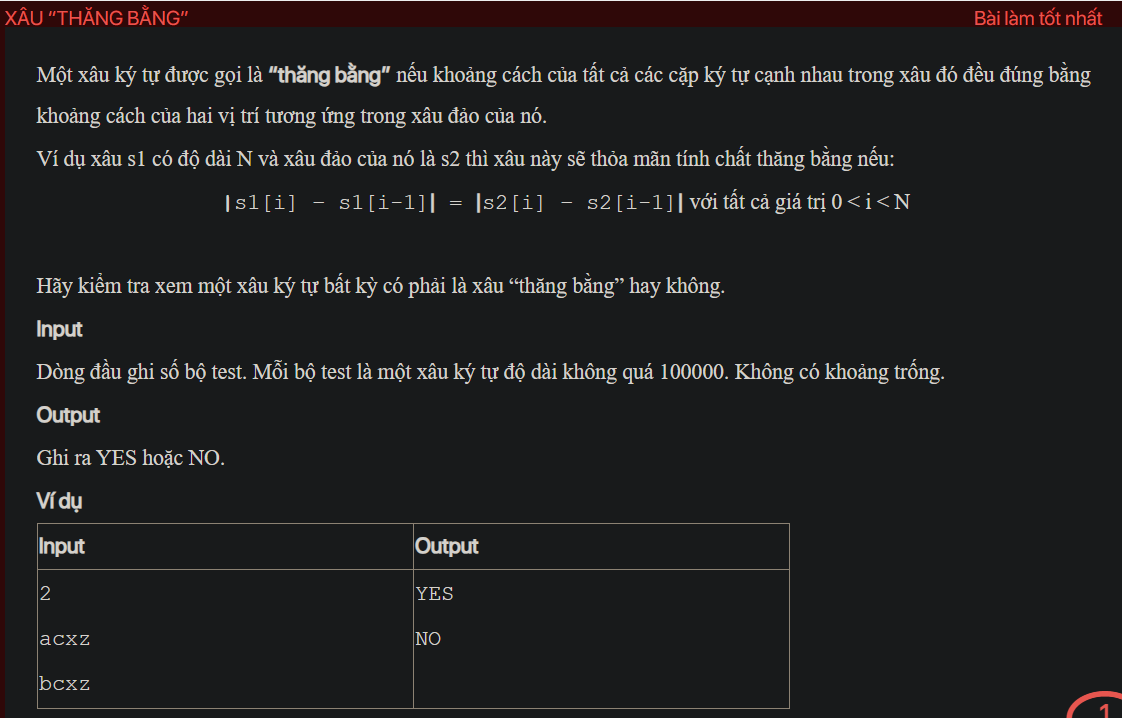 XÂU “THĂNG BẰNG”
Bài làm tốt nhất
Một xâu ký tự được gọi là “thăng bằng” nếu khoảng cách của tất cả các cặp ký tự cạnh nhau trong xâu đó đều đúng bằng
khoảng cách của hai vị trí tương ứng trong xâu đảo của nó.
Ví dụ xâu s1 có độ dài N và xâu đảo của nó là s2 thì xâu này sẽ thỏa mãn tính chất thăng bằng nếu:
|s1[i] - s1[i-1]| = |s2[i] - s2[i-1]| với tất cả giá trị 0 < i < N
Hãy kiểm tra xem một xâu ký tự bất kỳ có phải là xâu “thăng bằng” hay không.
Input
Dòng đầu ghi số bộ test. Mỗi bộ test là một xâu ký tự độ dài không quá 100000. Không có khoảng trống.
Output
Ghi ra YES hoặc NO.
Ví dụ
Input Output
2 YES
acxz NO
bcxz
1